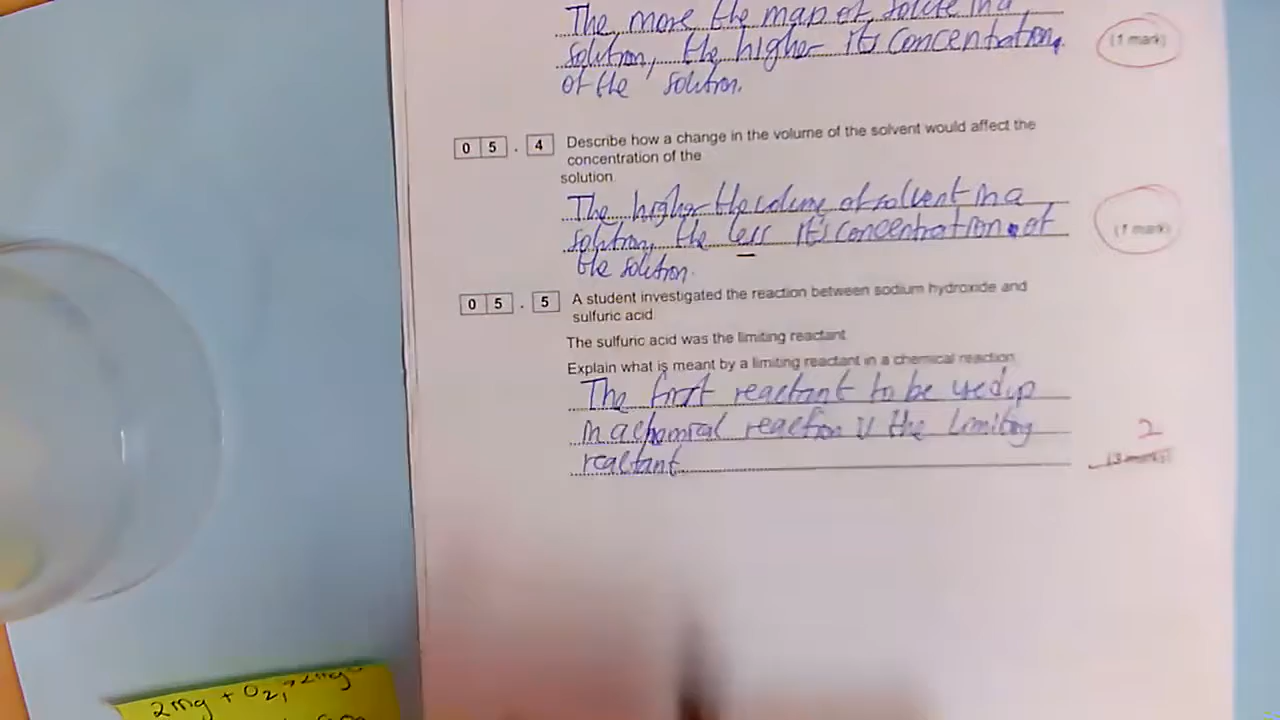 The more the mass of solute in a
solution, the higher its concentration,
of the solution.
(1 mark)
0 5 . 4 Describe how a change in the volume of the solvent would affect the
concentration of the
solution.
The higher the volume of solvent in a
solution, the less it's concentration of
the solution.
(1 mark)
0 5 . 5 A student investigated the reaction between sodium hydroxide and
sulfuric acid.
The sulfuric acid was the limiting reactant
Explain what is meant by a limiting reactant in a chemical reaction
The first reactant to be used up
in a chemical reaction is the limiting
reactant
2
2Mg + O2, →2MgO